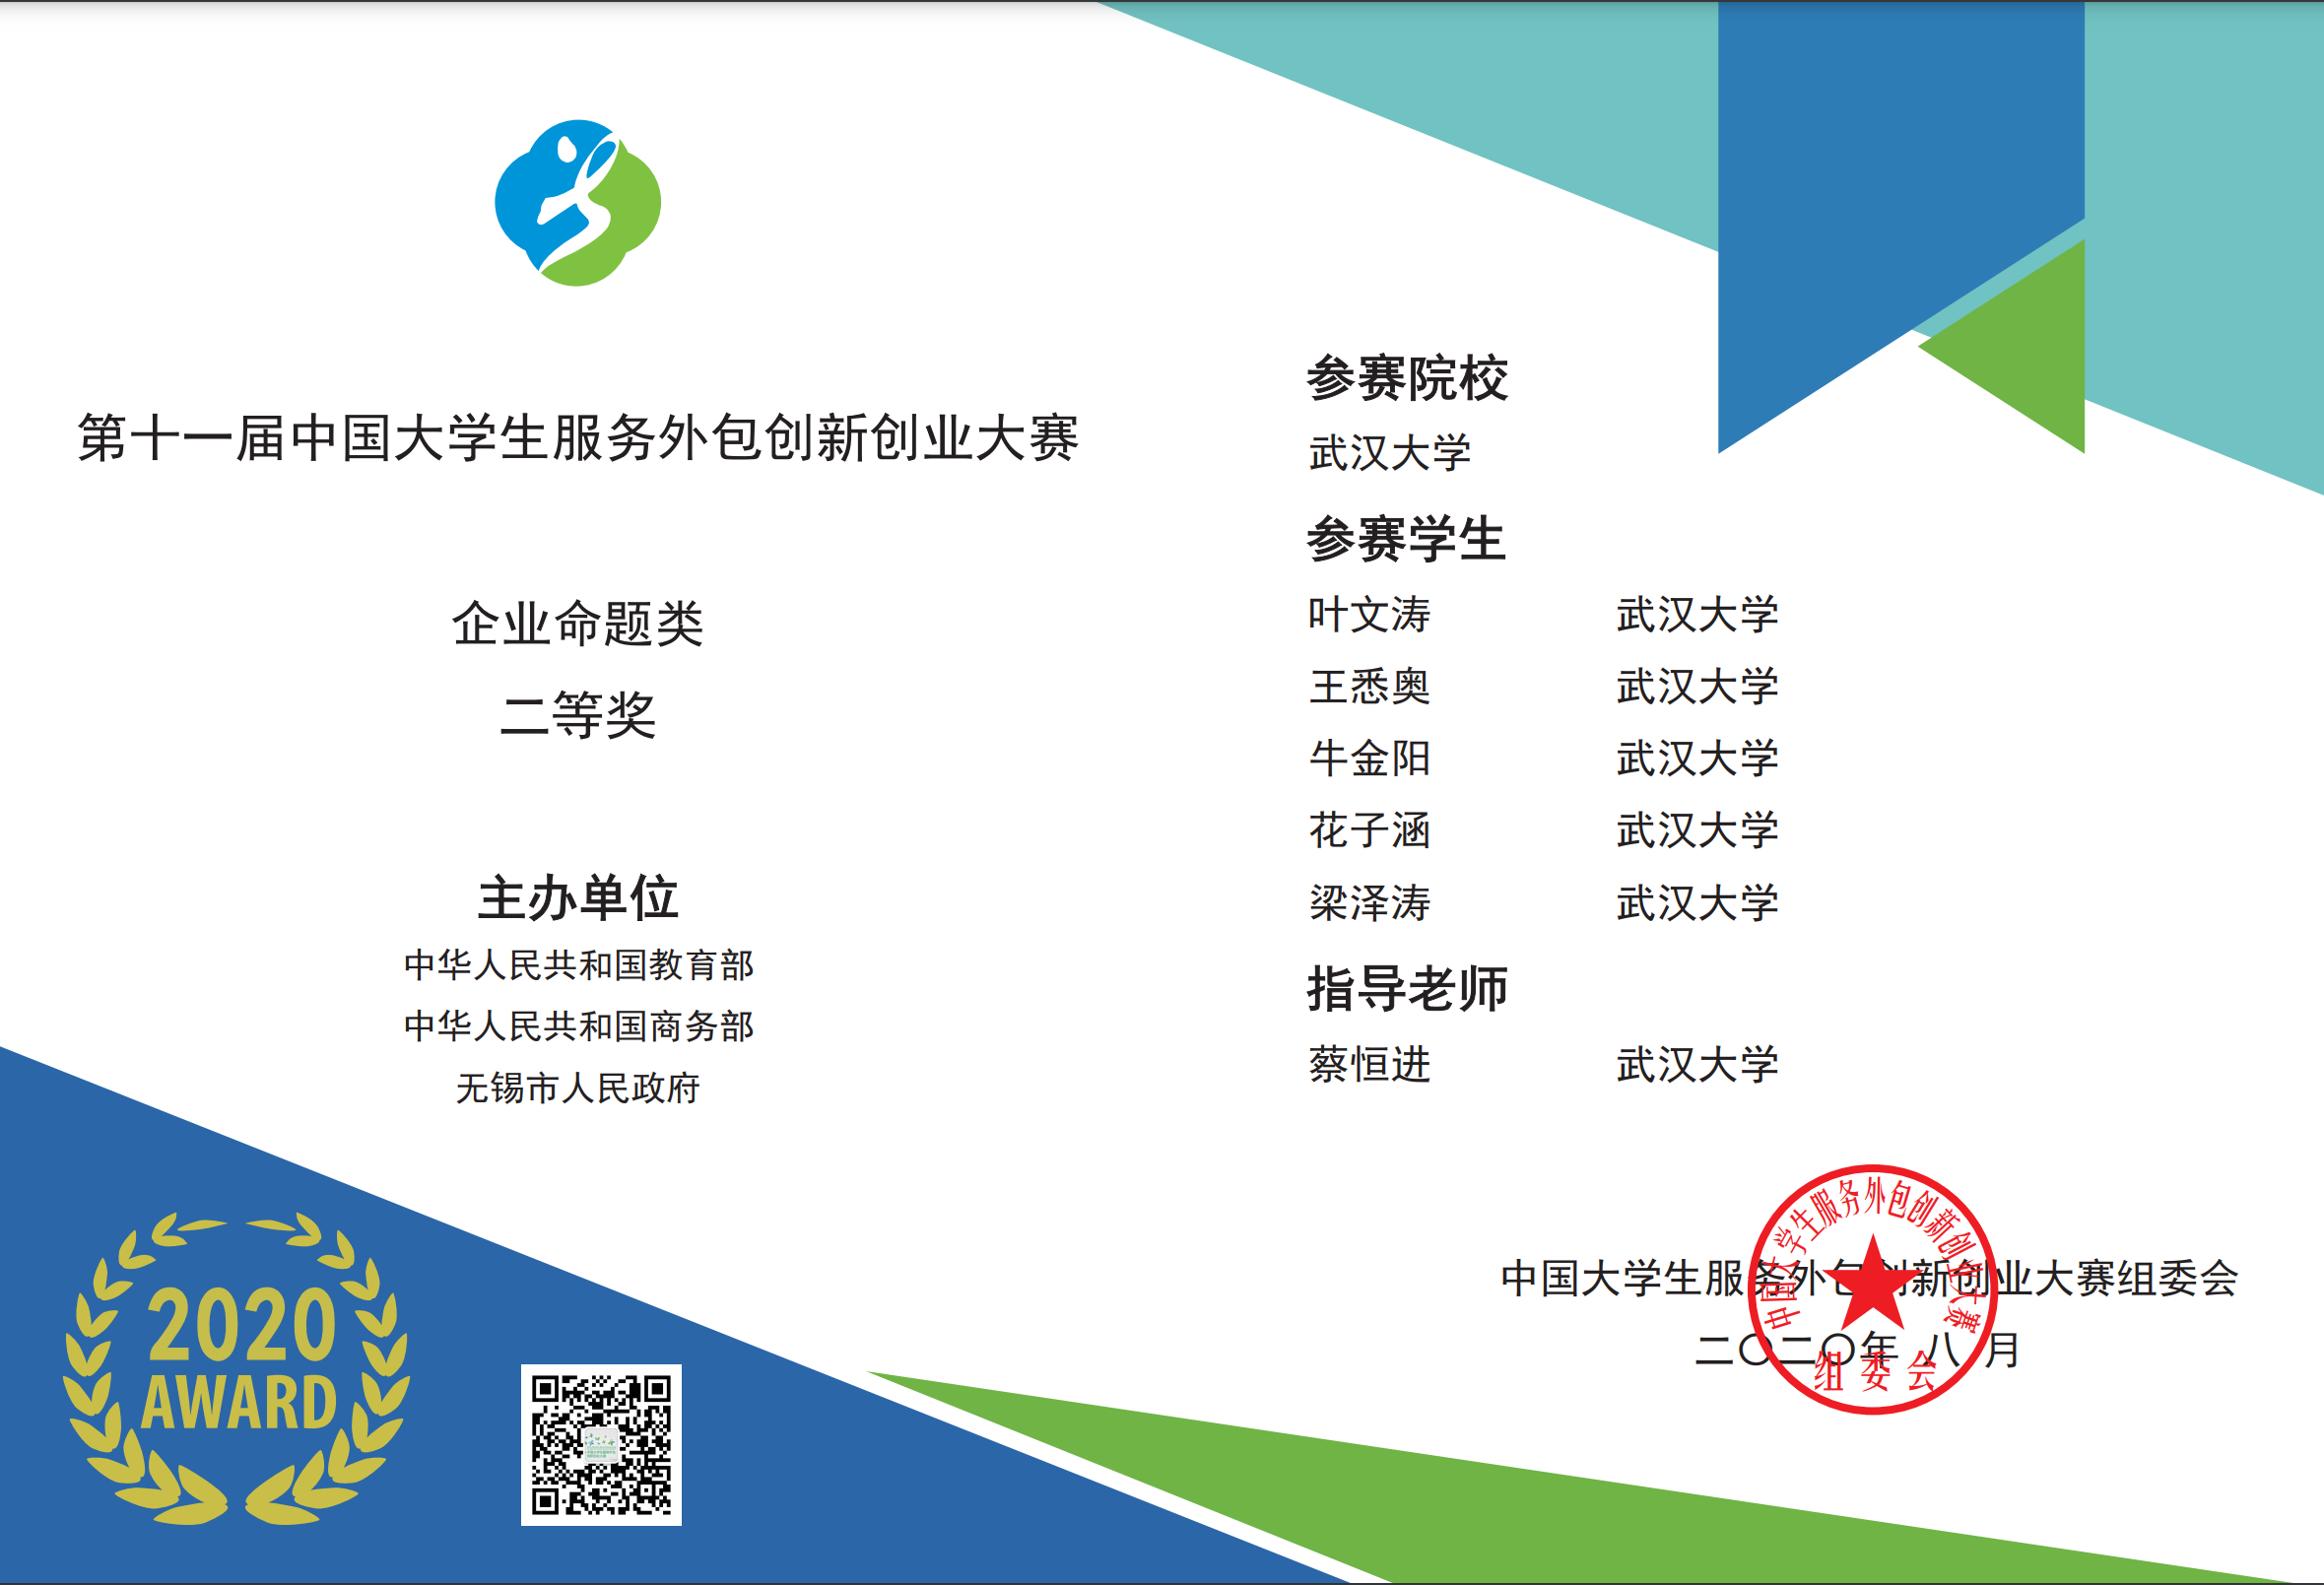 第十一届中国大学生服务外包创新创业大赛
企业命题类
二等奖
主办单位
中华人民共和国教育部
中华人民共和国商务部
无锡市人民政府
2020
AWARD
参赛院校
武汉大学
参赛学生
叶文涛 武汉大学
王悉奥 武汉大学
牛金阳 武汉大学
花子涵 武汉大学
梁泽涛 武汉大学
指导老师
蔡恒进 武汉大学
中国大学生服务外包创新创业大赛组委会
二〇二〇年 八 月
中国大学生服务外包创新创业大赛
组 委 会